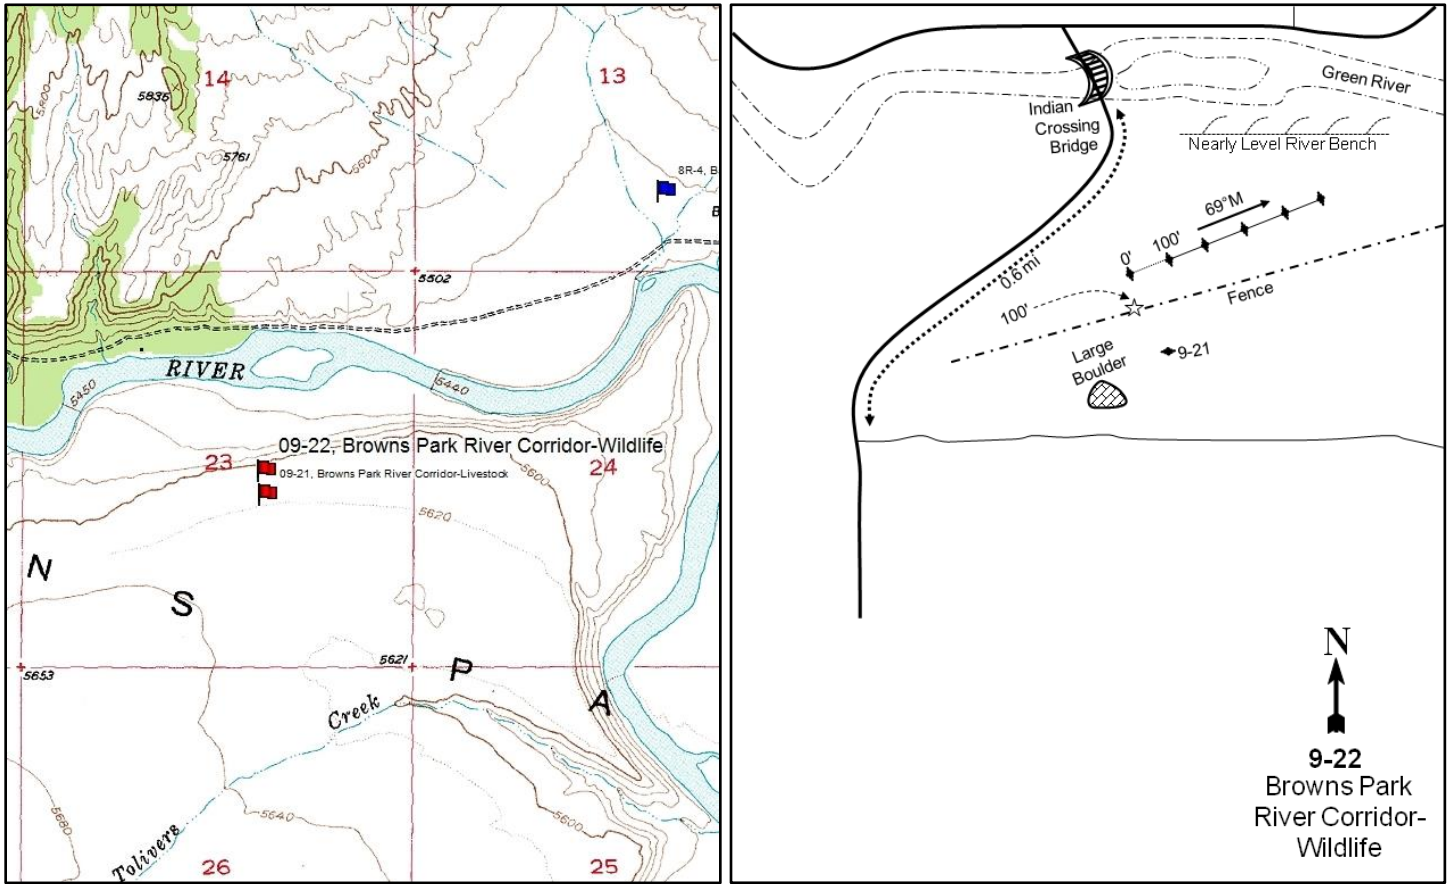 14
13
5836
5800
5761
5600
8R-4, B
B
5502
RIVER
5450
5440
09-22, Browns Park River Corridor-Wildlife
23
09-21, Browns Park River Corridor-Livestock
24
5600
5620
N
S
5653
5621
P
A
Creek
5680
5640
5600
Tolivers
26
25
Green River
Indian
Crossing
Bridge
Nearly Level River Bench
69°M
0'
100'
0.6 mi
100'
Fence
Large
Boulder
9-21
N
9-22
Browns Park
River Corridor-
Wildlife